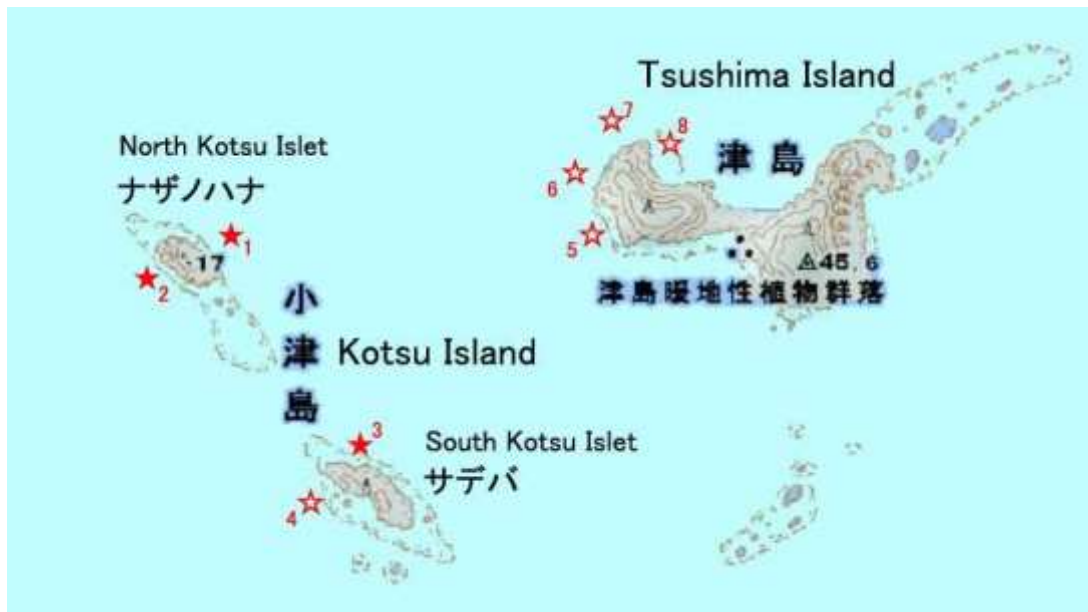 Tsushima Island
7
8
津島
6
5
45.6
津島暖地性植物群落
North Kotsu Islet
ナザノハナ
1
17
2
小津島
Kotsu Island
3
South Kotsu Islet
サデバ
4